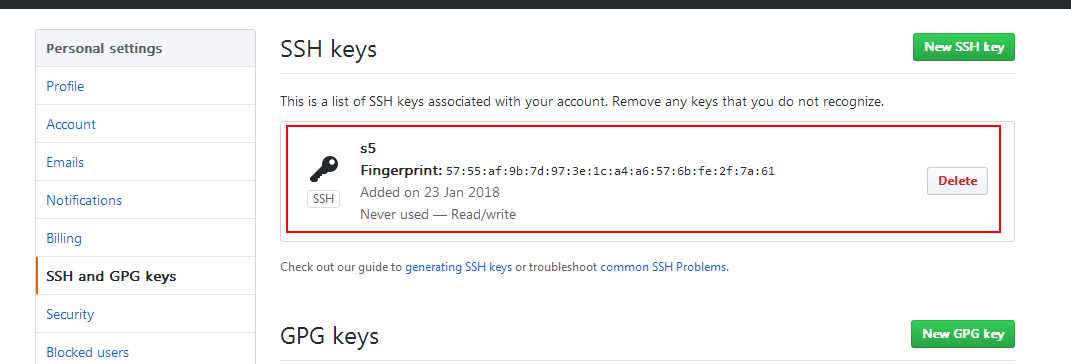 Personal settings
Profile
Account
Emails
Notifications
Billing
SSH and GPG keys
Security
Blocked users
SSH keys
New SSH key
This is a list of SSH keys associated with your account. Remove any keys that you do not recognize.
s5
Fingerprint: 57:55:af:9b:7d:97:3e:1c:a4:a6:57:6b:fe:2f:7a:61
SSH
Added on 23 Jan 2018
Never used — Read/write
Delete
Check out our guide to generating SSH keys or troubleshoot common SSH Problems.
GPG keys
New GPG key